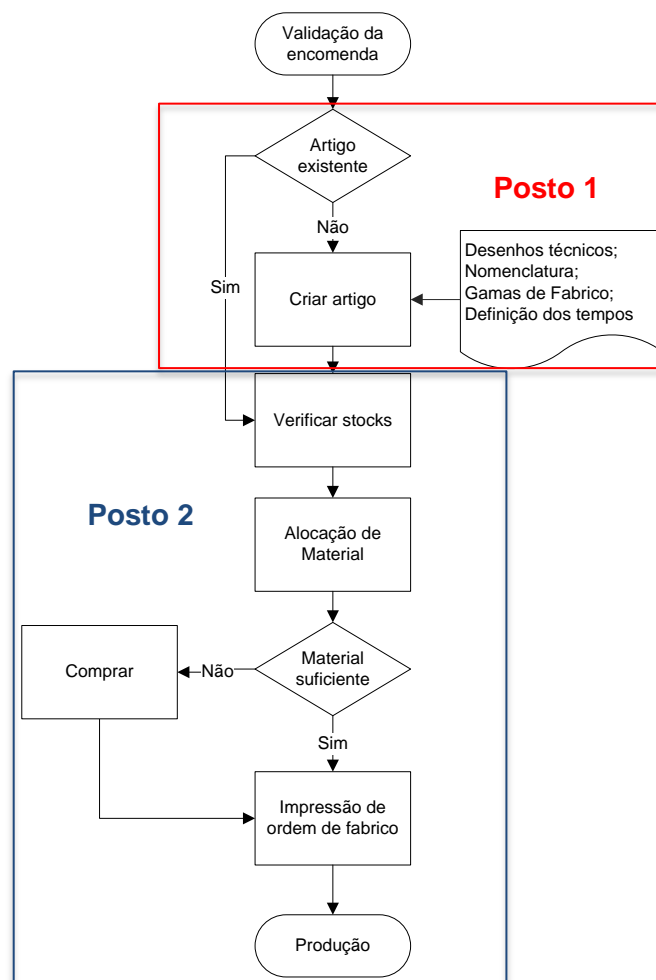 Validação da
encomenda
Artigo
existente
Posto 1
Não
Desenhos técnicos;
Nomenclatura;
Gamas de Fabrico;
Definição dos tempos
Sim
Criar artigo
Verificar stocks
Posto 2
Alocação de
Material
Comprar
Não
Material
suficiente
Sim
Impressão de
ordem de fabrico
Produção